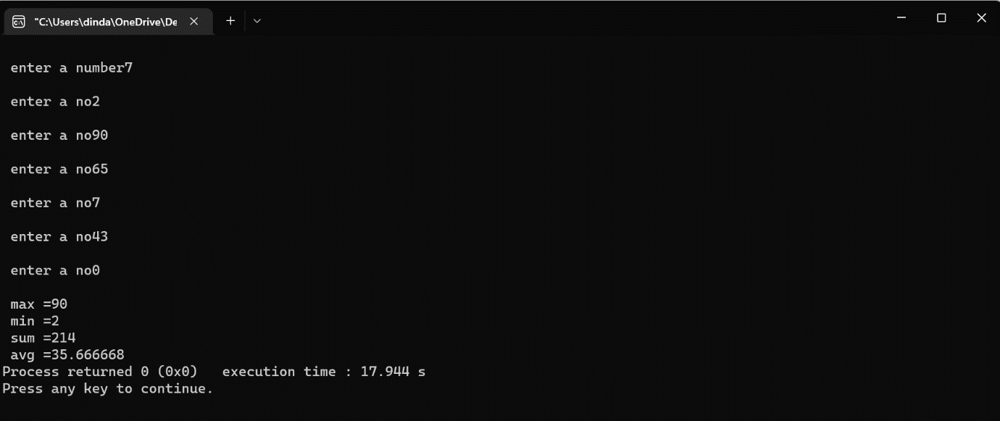 "C:\Users\dinda\OneDrive\De
enter a number7
enter a no2
enter a no90
enter a no65
enter a no7
enter a no43
enter a no0
max =90
min =2
sum =214
avg =35.666668
Process returned 0 (0x0)   execution time : 17.944 s
Press any key to continue.